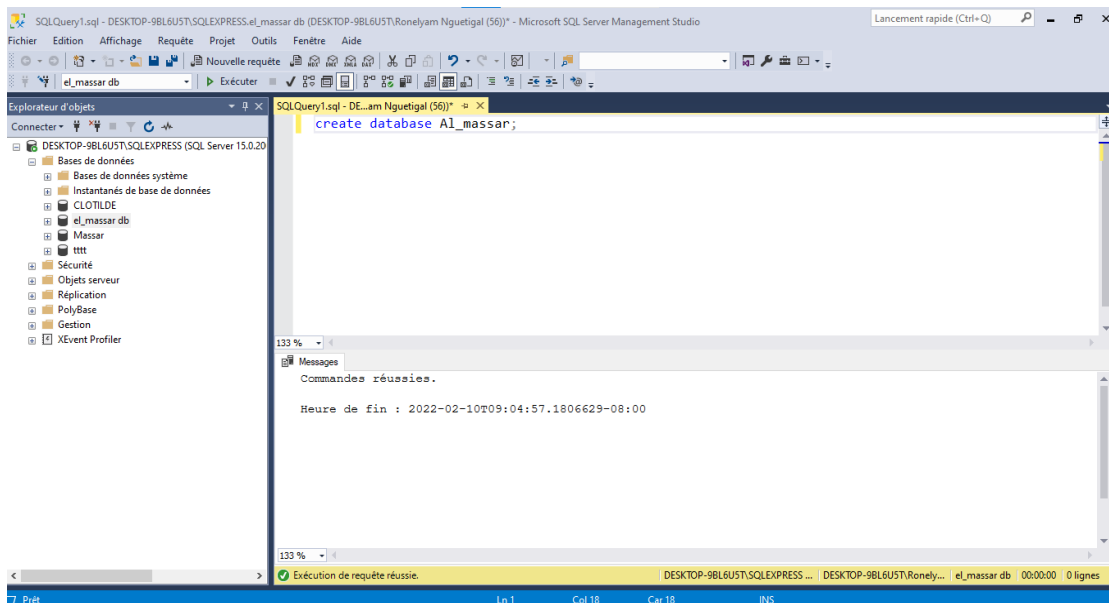 SQLQuery1.sql - DESKTOP-9BL6U5T\SQLEXPRESS.el_massar db (DESKTOP-9BL6U5T\Ronelyam Nguetigal (56))* - Microsoft SQL Server Management Studio
Lancement rapide (Ctrl+Q)
Fichier Edition Affichage Requête Projet Outils Fenêtre Aide
Nouvelle requête
el_massar db Exécuter
Explorateur d'objets
SQLQuery1.sql - DE...am Nguetigal (56))*
Connecter
create database Al_massar;
DESKTOP-9BL6U5T\SQLEXPRESS (SQL Server 15.0.20
Bases de données
Bases de données système
Instantanés de base de données
CLOTILDE
el_massar db
Massar
tttt
Sécurité
Objets serveur
Réplication
PolyBase
Gestion
XEvent Profiler
133 %
Messages
Commandes réussies.
Heure de fin : 2022-02-10T09:04:57.1806629-08:00
133 %
Exécution de requête réussie.
DESKTOP-9BL6U5T\SQLEXPRESS ... DESKTOP-9BL6U5T\Ronely... el_massar db 00:00:00 0 lignes
Prêt Ln 1 Col 18 Car 18 INS